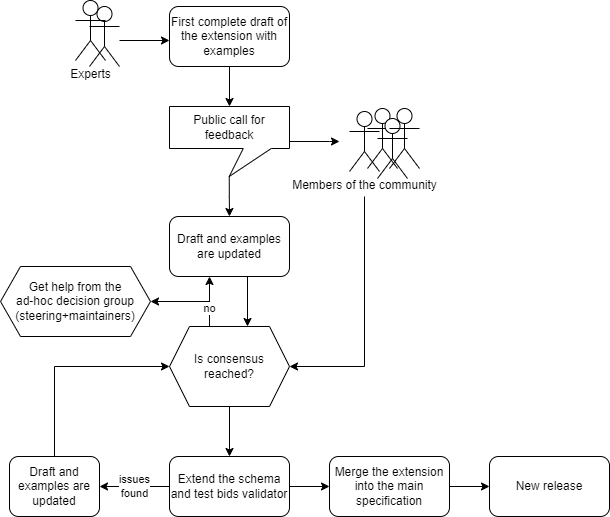 Experts
First complete draft of
the extension with
examples
Public call for
feedback
Members of the community
Draft and examples
are updated
Get help from the
ad-hoc decision group
(steering+maintainers)
no
Is consensus
reached?
Draft and
examples are
updated
issues
found
Extend the schema
and test bids validator
Merge the extension
into the main
specification
New release